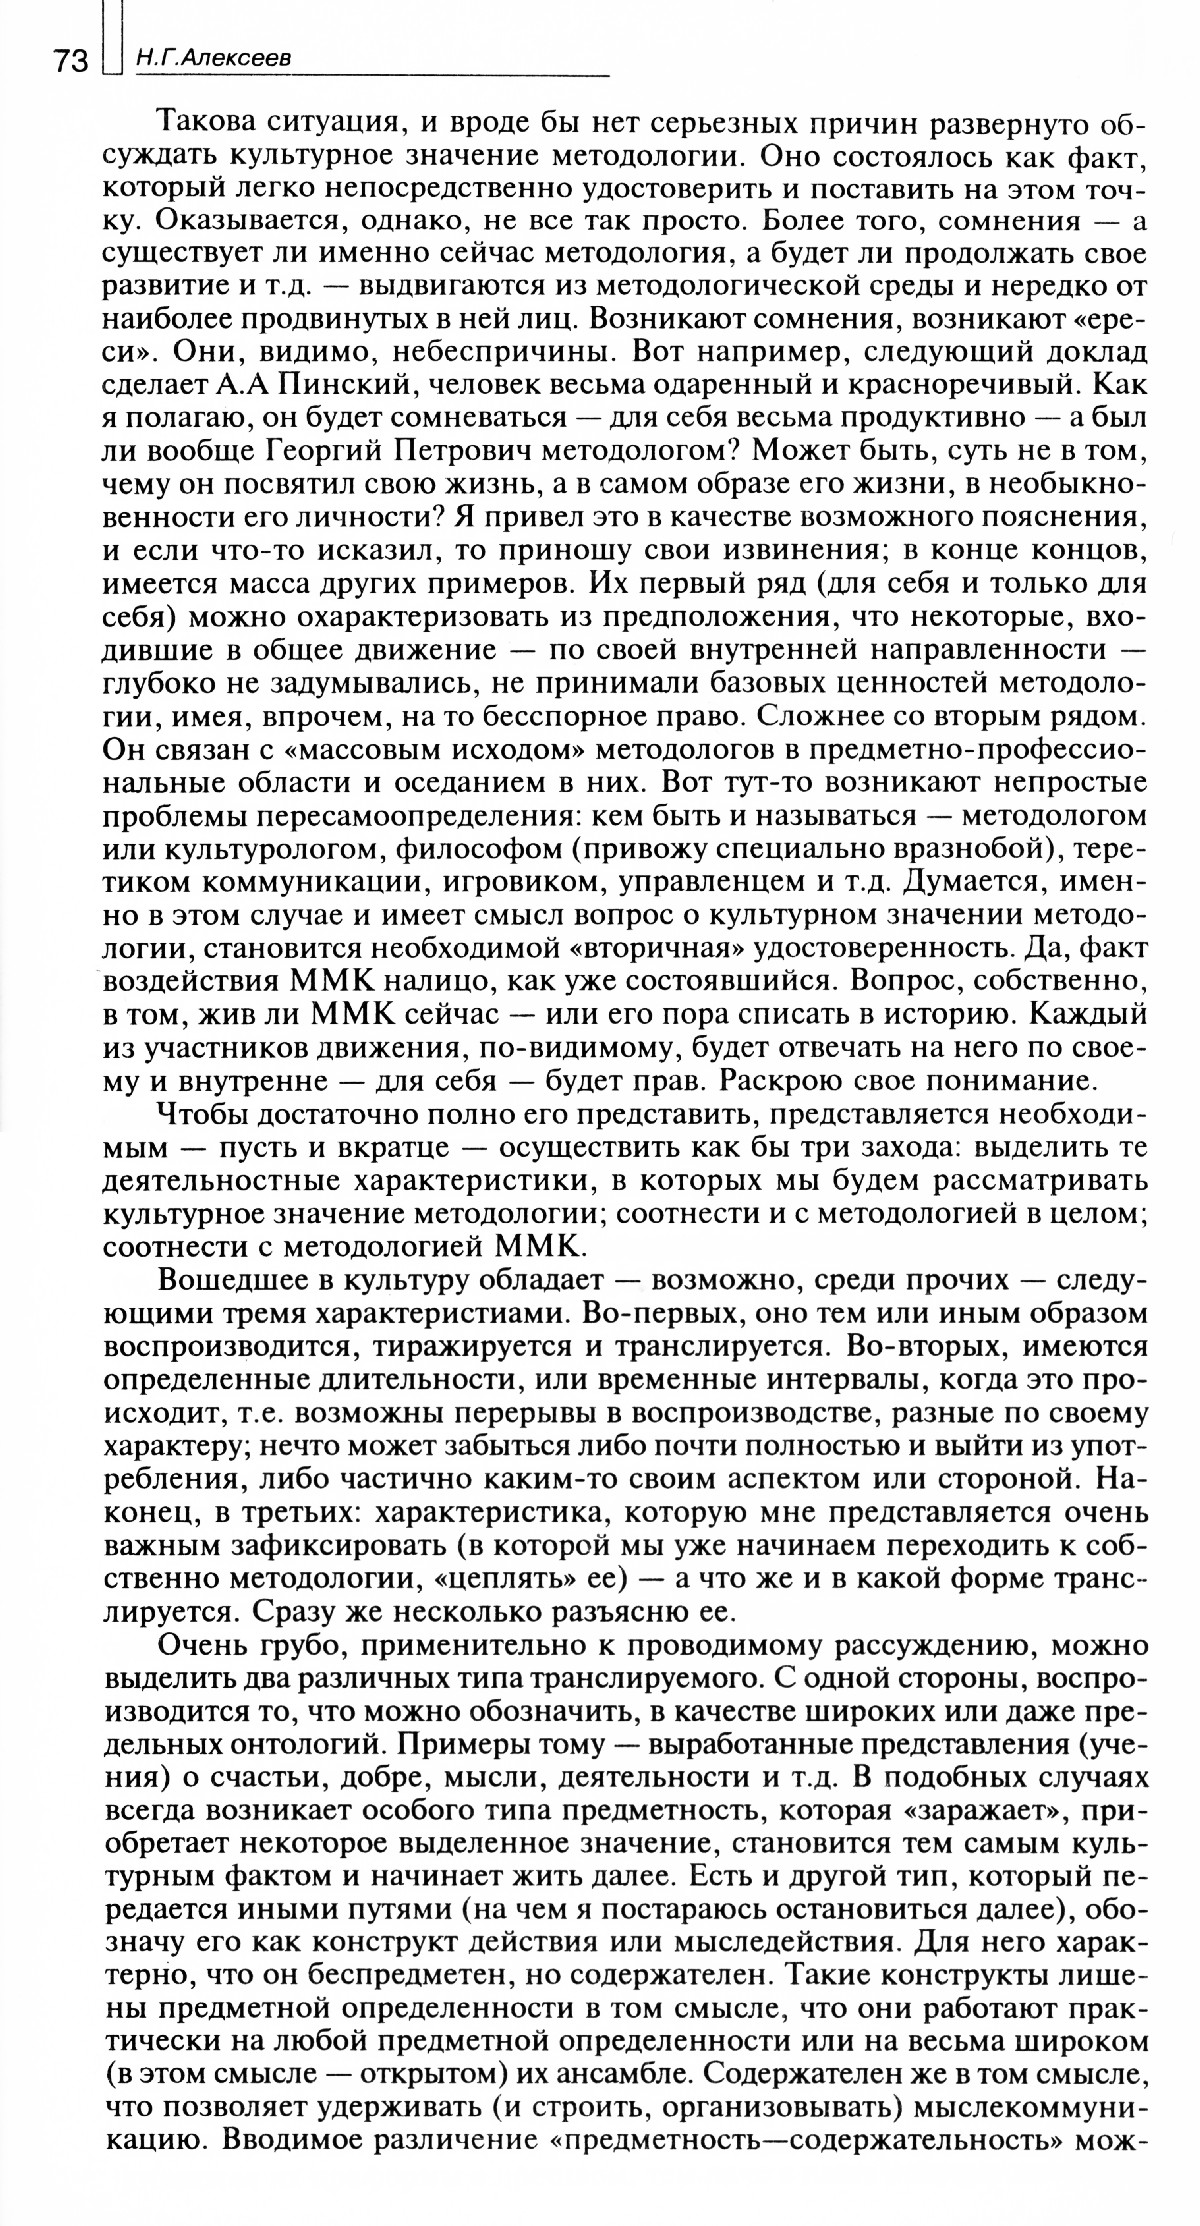 73 Н.Г.Алексеев
Такова ситуация, и вроде бы нет серьезных причин развернуто об-
суждать культурное значение методологии. Оно состоялось как факт,
который легко непосредственно удостоверить и поставить на этом точ-
ку. Оказывается, однако, не все так просто. Более того, сомнения — а
существует ли именно сейчас методология, а будет ли продолжать свое
развитие и т.д. — выдвигаются из методологической среды и нередко от
наиболее продвинутых в ней лиц. Возникают сомнения, возникают «ере-
си». Они, видимо, небеспричины. Вот например, следующий доклад
сделает А.А Пинский, человек весьма одаренный и красноречивый. Как
я полагаю, он будет сомневаться — для себя весьма продуктивно — а был
ли вообще Георгий Петрович методологом? Может быть, суть не в том,
чему он посвятил свою жизнь, а в самом образе его жизни, в необыкно-
венности его личности? Я привел это в качестве возможного пояснения,
и если что-то исказил, то приношу свои извинения; в конце концов,
имеется масса других примеров. Их первый ряд (для себя и только для
себя) можно охарактеризовать из предположения, что некоторые, вхо-
дившие в общее движение — по своей внутренней направленности —
глубоко не задумывались, не принимали базовых ценностей методоло-
гии, имея, впрочем, на то бесспорное право. Сложнее со вторым рядом.
Он связан с «массовым исходом» методологов в предметно-профессио-
нальные области и оседанием в них. Вот тут-то возникают непростые
проблемы пересамоопределения: кем быть и называться — методологом
или культурологом, философом (привожу специально вразнобой), тере-
тиком коммуникации, игровиком, управленцем и т.д. Думается, имен-
но в этом случае и имеет смысл вопрос о культурном значении методо-
логии, становится необходимой «вторичная» удостоверенность. Да, факт
воздействия ММК налицо, как уже состоявшийся. Вопрос, собственно,
в том, жив ли ММК сейчас — или его пора списать в историю. Каждый
из участников движения, по-видимому, будет отвечать на него по свое-
му и внутренне — для себя — будет прав. Раскрою свое понимание.
Чтобы достаточно полно его представить, представляется необходи-
мым — пусть и вкратце — осуществить как бы три захода: выделить те
деятельностные характеристики, в которых мы будем рассматривать
культурное значение методологии; соотнести и с методологией в целом;
соотнести с методологией ММК.
Вошедшее в культуру обладает — возможно, среди прочих — следу-
ющими тремя характеристиами. Во-первых, оно тем или иным образом
воспроизводится, тиражируется и транслируется. Во-вторых, имеются
определенные длительности, или временные интервалы, когда это про-
исходит, т.е. возможны перерывы в воспроизводстве, разные по своему
характеру; нечто может забыться либо почти полностью и выйти из упот-
ребления, либо частично каким-то своим аспектом или стороной. На-
конец, в третьих: характеристика, которую мне представляется очень
важным зафиксировать (в которой мы уже начинаем переходить к соб-
ственно методологии, «цеплять» ее) — а что же и в какой форме транс-
лируется. Сразу же несколько разъясню ее.
Очень грубо, применительно к проводимому рассуждению, можно
выделить два различных типа транслируемого. С одной стороны, воспро-
изводится то, что можно обозначить, в качестве широких или даже пре-
дельных онтологий. Примеры тому — выработанные представления (уче-
ния) о счастьи, добре, мысли, деятельности и т.д. В подобных случаях
всегда возникает особого типа предметность, которая «заражает», при-
обретает некоторое выделенное значение, становится тем самым куль-
турным фактом и начинает жить далее. Есть и другой тип, который пе-
редается иными путями (на чем я постараюсь остановиться далее), обо-
значу его как конструкт действия или мыследействия. Для него харак-
терно, что он беспредметен, но содержателен. Такие конструкты лише-
ны предметной определенности в том смысле, что они работают прак-
тически на любой предметной определенности или на весьма широком
(в этом смысле — открытом) их ансамбле. Содержателен же в том смысле,
что позволяет удерживать (и строить, организовывать) мыслекоммуни-
кацию. Вводимое различение «предметность—содержательность» мож-